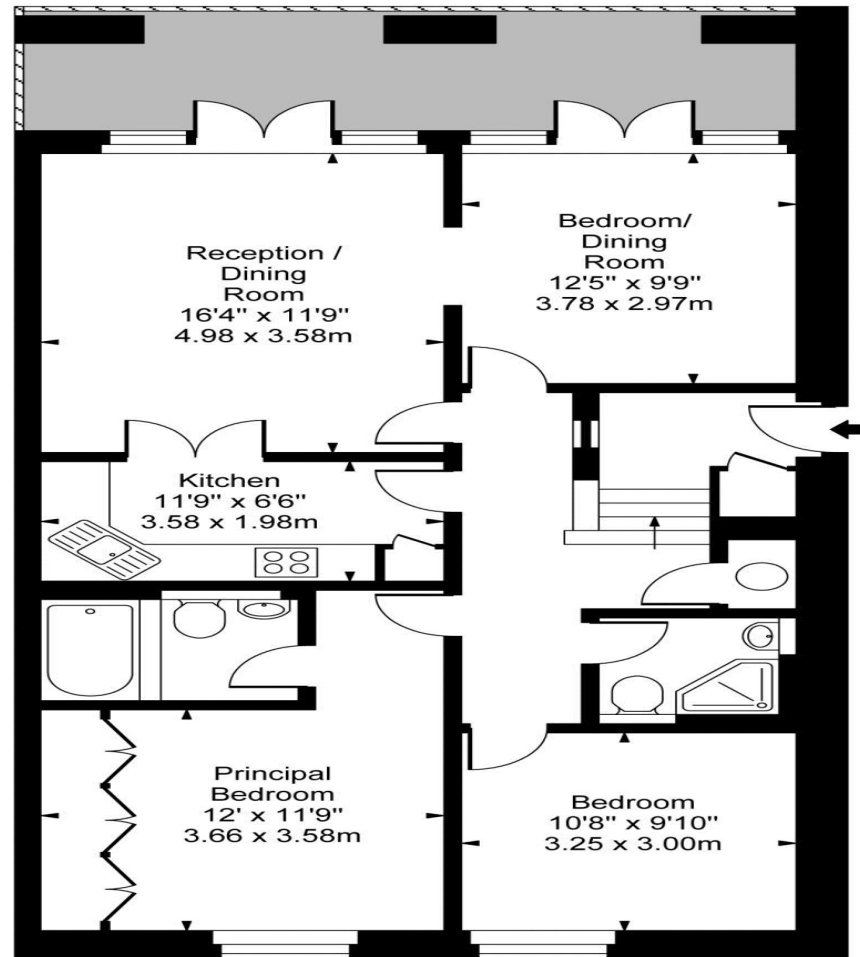 Reception /
Dining
Room
16'4" x 11'9"
4.98 x 3.58m
Bedroom/
Dining
Room
12'5" x 9'9"
3.78 x 2.97m
Kitchen
11'9" x 6'6"
3.58 x 1.98m
Principal
Bedroom
12' x 11'9"
3.66 x 3.58m
Bedroom
10'8" x 9'10"
3.25 x 3.00m